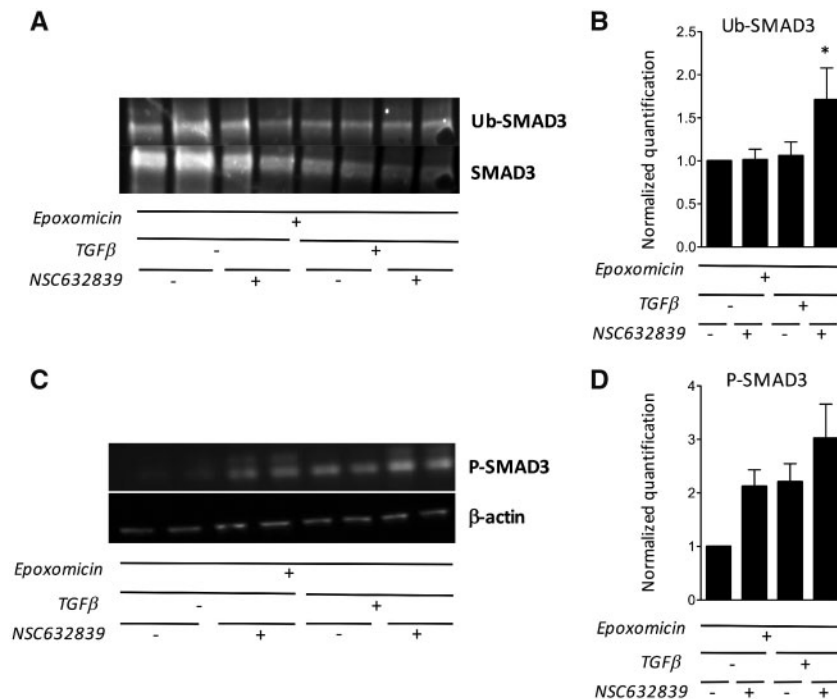 A
Ub-SMAD3
SMAD3
Epoxomicin
+
TGFβ
- +
NSC632839
- + - +
B
Ub-SMAD3
*
Normalized quantification
2.5
2.0
1.5
1.0
0.5
0.0
Epoxomicin
+
TGFβ
- +
NSC632839
- + - +
C
P-SMAD3
β-actin
Epoxomicin
+
TGFβ
- +
NSC632839
- + - +
D
P-SMAD3
Normalized quantification
4
3
2
1
0
Epoxomicin
+
TGFβ
- +
NSC632839
- + - +